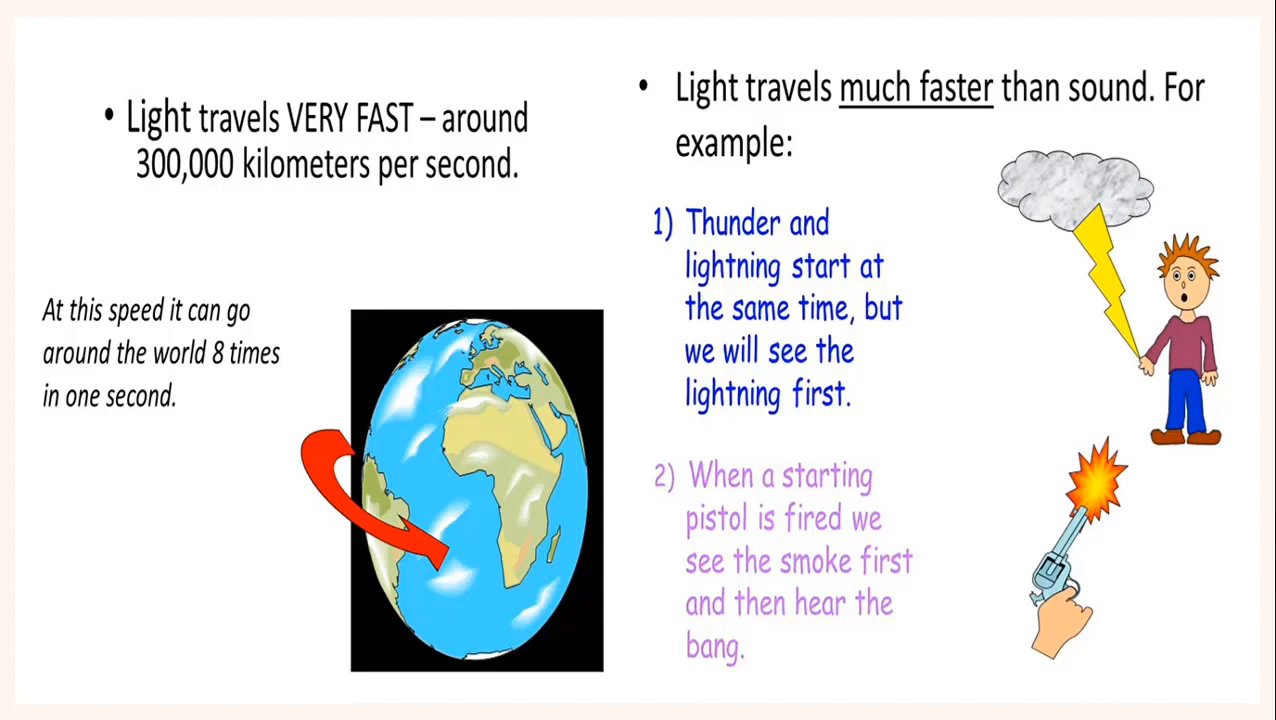 • Light travels VERY FAST – around
300,000 kilometers per second.
At this speed it can go
around the world 8 times
in one second.
• Light travels much faster than sound. For
example:
1) Thunder and
lightning start at
the same time, but
we will see the
lightning first.
2) When a starting
pistol is fired we
see the smoke first
and then hear the
bang.